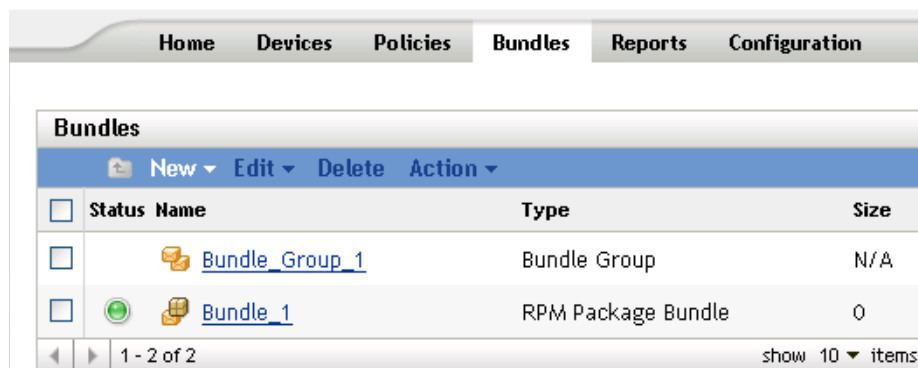 Home Devices Policies Bundles Reports Configuration
Bundles
New Edit Delete Action
Status Name Type Size
Bundle_Group_1 Bundle Group N/A
Bundle_1 RPM Package Bundle 0
1 - 2 of 2 show 10 items